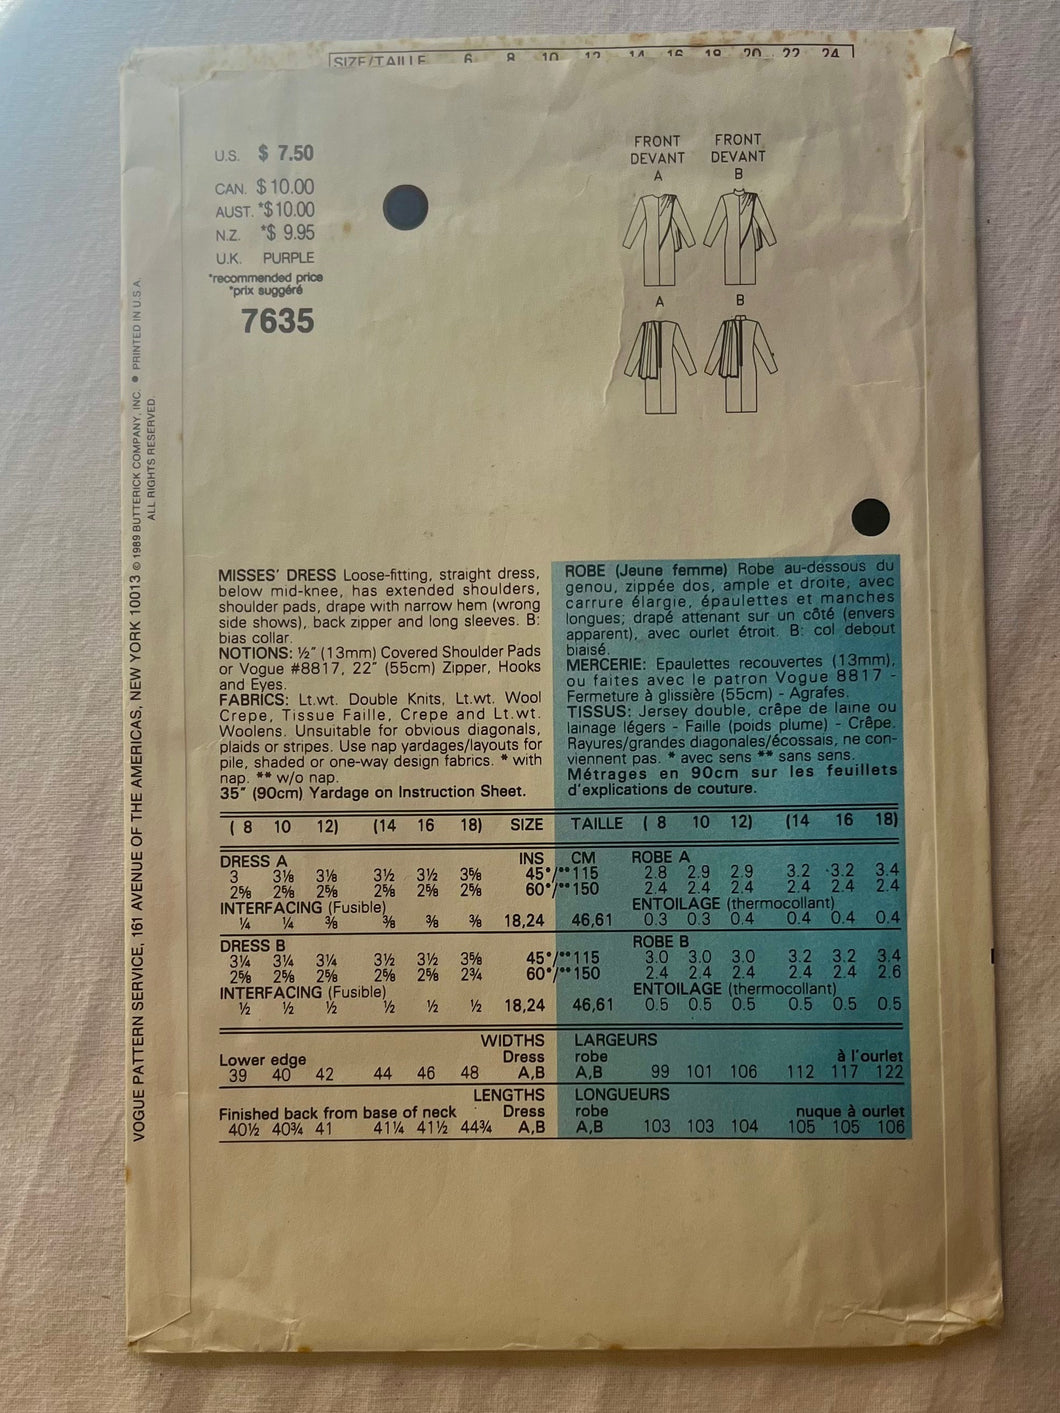 SIZE/TAILLE 6 8 10 12 14 16 18 20 22 24
U.S. $ 7.50
CAN. $10.00
AUST. *$10.00
N.Z. *$ 9.95
U.K. PURPLE
*recommended price
*prix suggéré
7635
FRONT FRONT
DEVANT DEVANT
A B
A B
VOGUE PATTERN SERVICE, 161 AVENUE OF THE AMERICAS, NEW YORK 10013 © 1989 BUTTERICK COMPANY, INC. ● PRINTED IN U.S.A.
ALL RIGHTS RESERVED.
MISSES' DRESS Loose-fitting, straight dress,
below mid-knee, has extended shoulders,
shoulder pads, drape with narrow hem (wrong
side shows), back zipper and long sleeves. B:
bias collar.
NOTIONS: ½" (13mm) Covered Shoulder Pads
or Vogue #8817, 22" (55cm) Zipper, Hooks
and Eyes.
FABRICS: Lt.wt. Double Knits, Lt.wt. Wool
Crepe, Tissue Faille, Crepe and Lt.wt.
Woolens. Unsuitable for obvious diagonals,
plaids or stripes. Use nap yardages/layouts for
pile, shaded or one-way design fabrics. * with
nap. ** w/o nap.
35" (90cm) Yardage on Instruction Sheet.
ROBE (Jeune femme) Robe au-dessous du
genou, zippée dos, ample et droite; avec
carrure élargie, épaulettes et manches
longues; drapé attenant sur un côté (envers
apparent), avec ourlet étroit. B: col debout
biaisé.
MERCERIE: Epaulettes recouvertes (13mm),
ou faites avec le patron Vogue 8817 -
Fermeture à glissière (55cm) - Agrafes.
TISSUS: Jersey double, crêpe de laine ou
lainage légers - Faille (poids plume) - Crêpe.
Rayures/grandes diagonales/écossais, ne con-
viennent pas. * avec sens ** sans sens.
Métrages en 90cm sur les feuillets
d'explications de couture.
( 8 10 12) (14 16 18) SIZE TAILLE ( 8 10 12) (14 16 18)
DRESS A INS CM ROBE A
3 3⅛ 3⅛ 3½ 3½ 3⅝ 45*/**115 2.8 2.9 2.9 3.2 3.2 3.4
2⅝ 2⅝ 2⅝ 2⅝ 2⅝ 2⅝ 60*/**150 2.4 2.4 2.4 2.4 2.4 2.4
INTERFACING (Fusible) ENTOILAGE (thermocollant)
¼ ¼ ⅜ ⅜ ⅜ ⅜ 18,24 46,61 0.3 0.3 0.4 0.4 0.4 0.4
DRESS B ROBE B
3¼ 3¼ 3¼ 3½ 3½ 3⅝ 45*/**115 3.0 3.0 3.0 3.2 3.2 3.4
2⅝ 2⅝ 2⅝ 2⅝ 2⅝ 2¾ 60*/**150 2.4 2.4 2.4 2.4 2.4 2.6
INTERFACING (Fusible) ENTOILAGE (thermocollant)
½ ½ ½ ½ ½ ½ 18,24 46,61 0.5 0.5 0.5 0.5 0.5 0.5
WIDTHS LARGEURS
Lower edge Dress robe à l'ourlet
39 40 42 44 46 48 A,B A,B 99 101 106 112 117 122
LENGTHS LONGUEURS
Finished back from base of neck Dress robe nuque à ourlet
40½ 40¾ 41 41¼ 41½ 44¾ A,B A,B 103 103 104 105 105 106